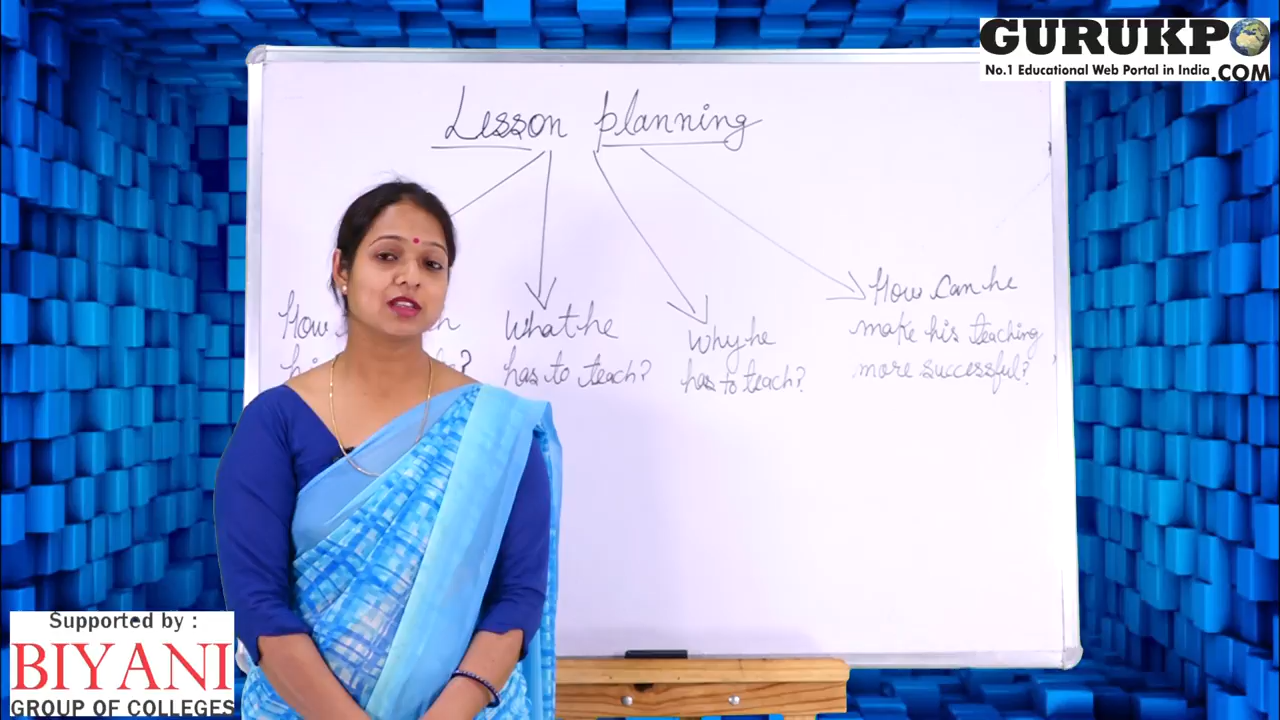 GURUKPO
No.1 Educational Web Portal in India .COM
Lesson planning
How
What he
has to teach?
Why he
has to teach?
How can he
make his teaching
more successful?
Supported by :
BIYANI
GROUP OF COLLEGES